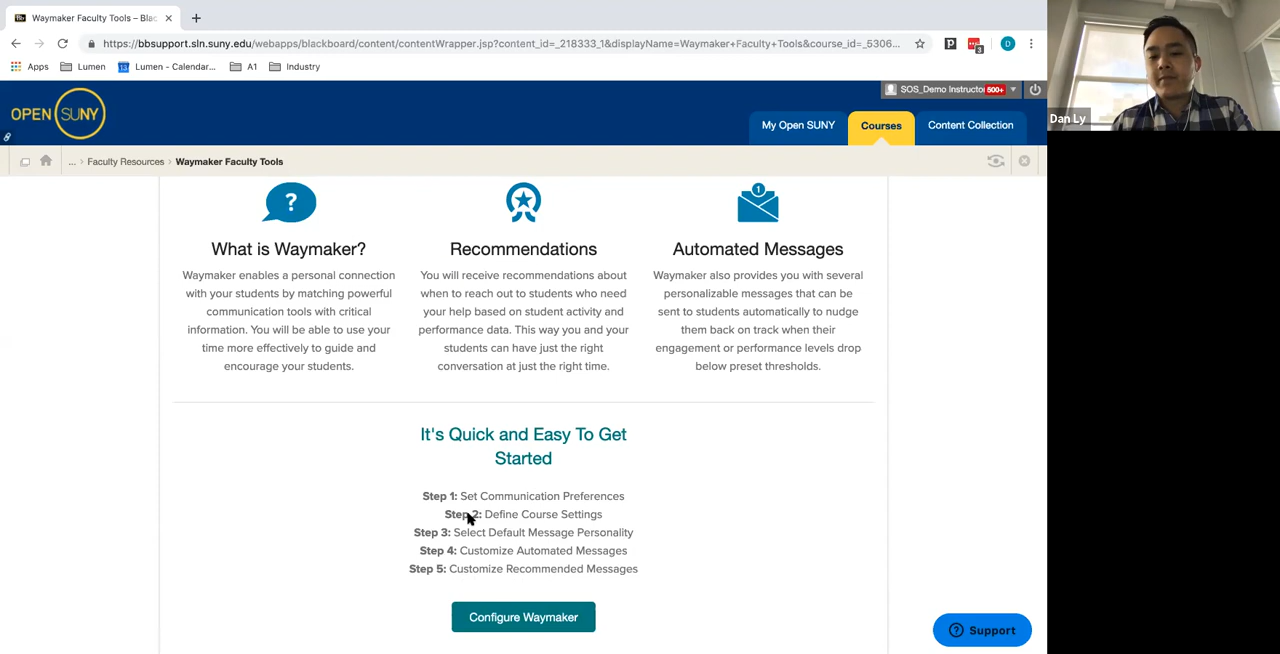 Waymaker Faculty Tools – Blac
https://bbsupport.sln.suny.edu/webapps/blackboard/content/contentWrapper.jsp?content_id=_218333_1&displayName=Waymaker+Faculty+Tools&course_id=_5306...
P
3
D
Apps
Lumen
Lumen - Calendar...
A1
Industry
OPEN SUNY
SOS_Demo Instructo 500+
My Open SUNY
Courses
Content Collection
Dan Ly
... > Faculty Resources > Waymaker Faculty Tools
?
1
What is Waymaker?
Waymaker enables a personal connection
with your students by matching powerful
communication tools with critical
information. You will be able to use your
time more effectively to guide and
encourage your students.
Recommendations
You will receive recommendations about
when to reach out to students who need
your help based on student activity and
performance data. This way you and your
students can have just the right
conversation at just the right time.
Automated Messages
Waymaker also provides you with several
personalizable messages that can be
sent to students automatically to nudge
them back on track when their
engagement or performance levels drop
below preset thresholds.
It's Quick and Easy To Get
Started
Step 1: Set Communication Preferences
Step 2: Define Course Settings
Step 3: Select Default Message Personality
Step 4: Customize Automated Messages
Step 5: Customize Recommended Messages
Configure Waymaker
? Support